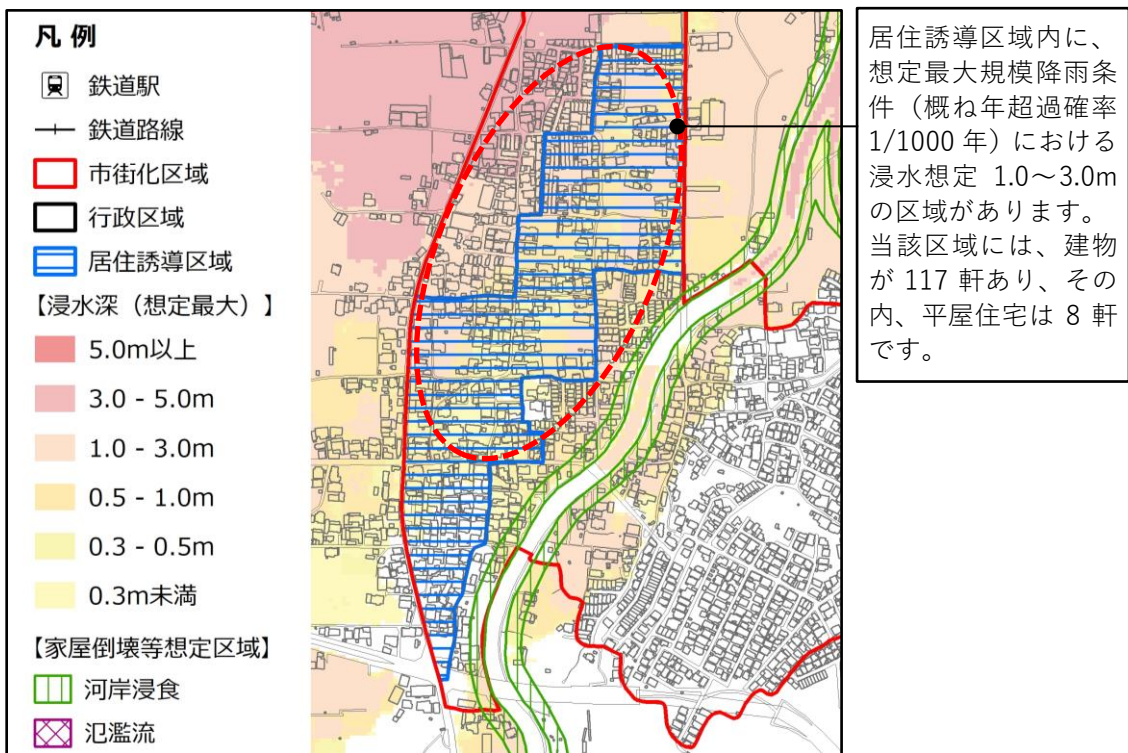 凡 例
鉄道駅
鉄道路線
市街化区域
行政区域
居住誘導区域
【浸水深（想定最大）】
5.0m以上
3.0 - 5.0m
1.0 - 3.0m
0.5 - 1.0m
0.3 - 0.5m
0.3m未満
【家屋倒壊等想定区域】
河岸浸食
氾濫流
居住誘導区域内に、
想定最大規模降雨条
件（概ね年超過確率
1/1000 年）における
浸水想定 1.0～3.0m
の区域があります。
当該区域には、建物
が 117 軒あり、その
内、平屋住宅は 8 軒
です。